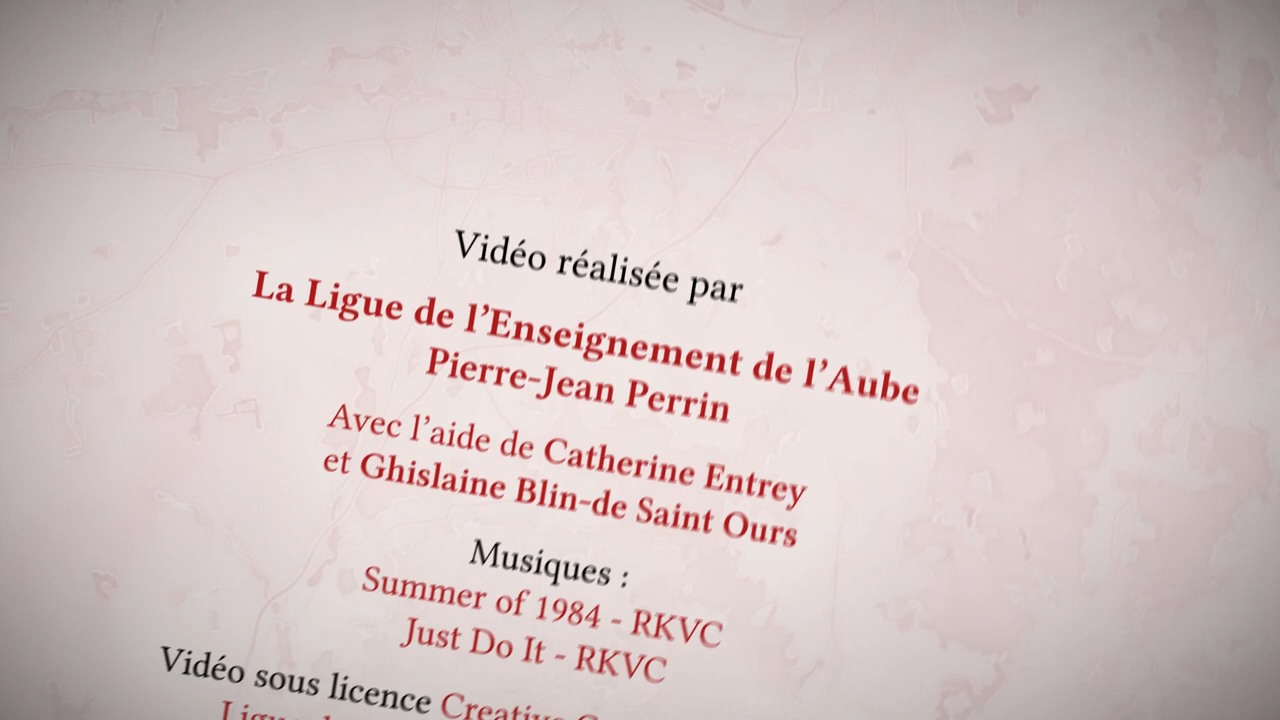 Vidéo réalisée par
La Ligue de l’Enseignement de l’Aube
Pierre-Jean Perrin
Avec l’aide de Catherine Entrey
et Ghislaine Blin-de Saint Ours
Musiques :
Summer of 1984 - RKVC
Just Do It - RKVC
Vidéo sous licence Creative